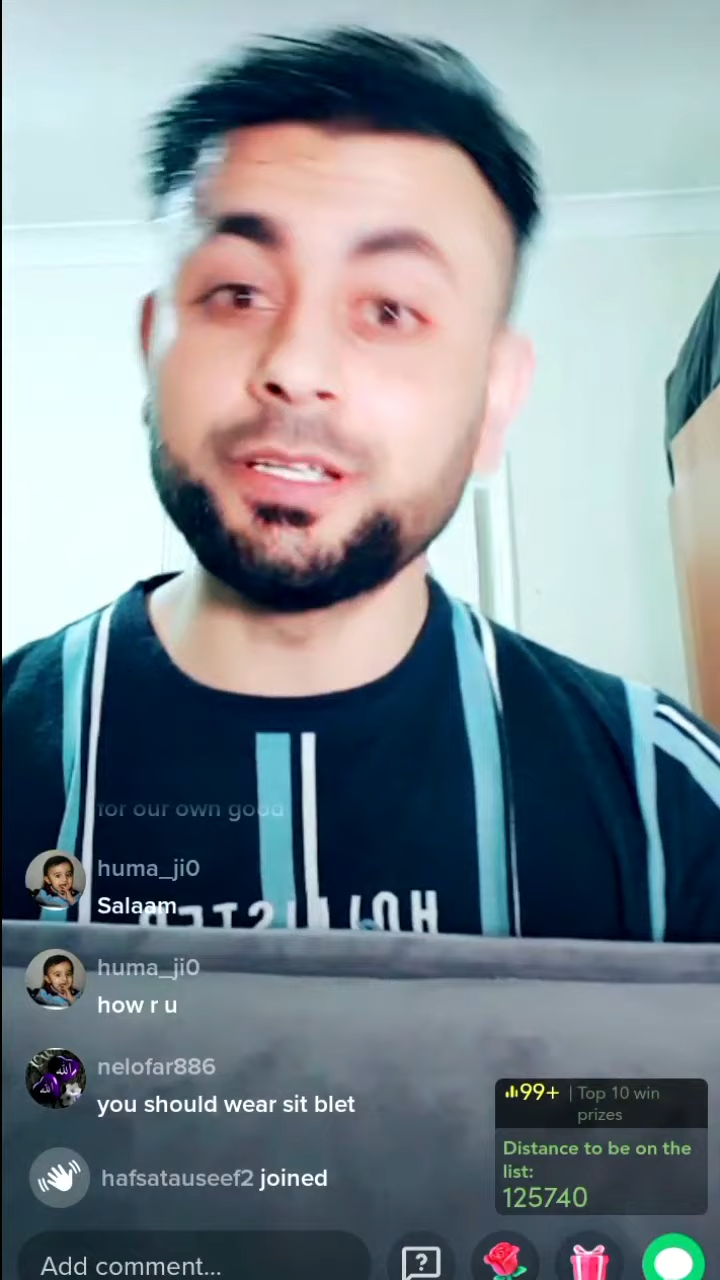 for our own good
huma_ji0
Salaam
huma_ji0
how r u
nelofar886
you should wear sit blet
hafsatauseef2 joined
99+ | Top 10 win
prizes
Distance to be on the
list:
125740
Add comment...